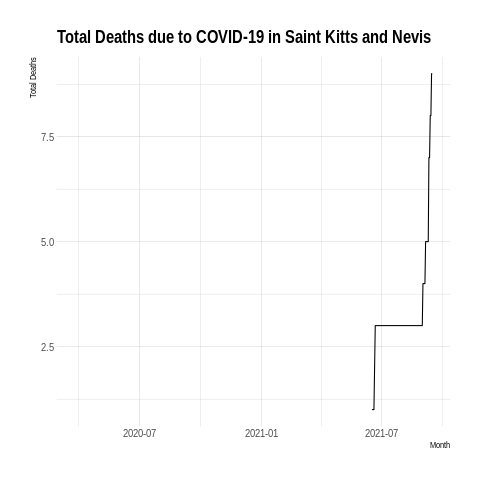 Total Deaths due to COVID-19 in Saint Kitts and Nevis
Total Deaths
7.5
5.0
2.5
2020-07 2021-01 2021-07
Month